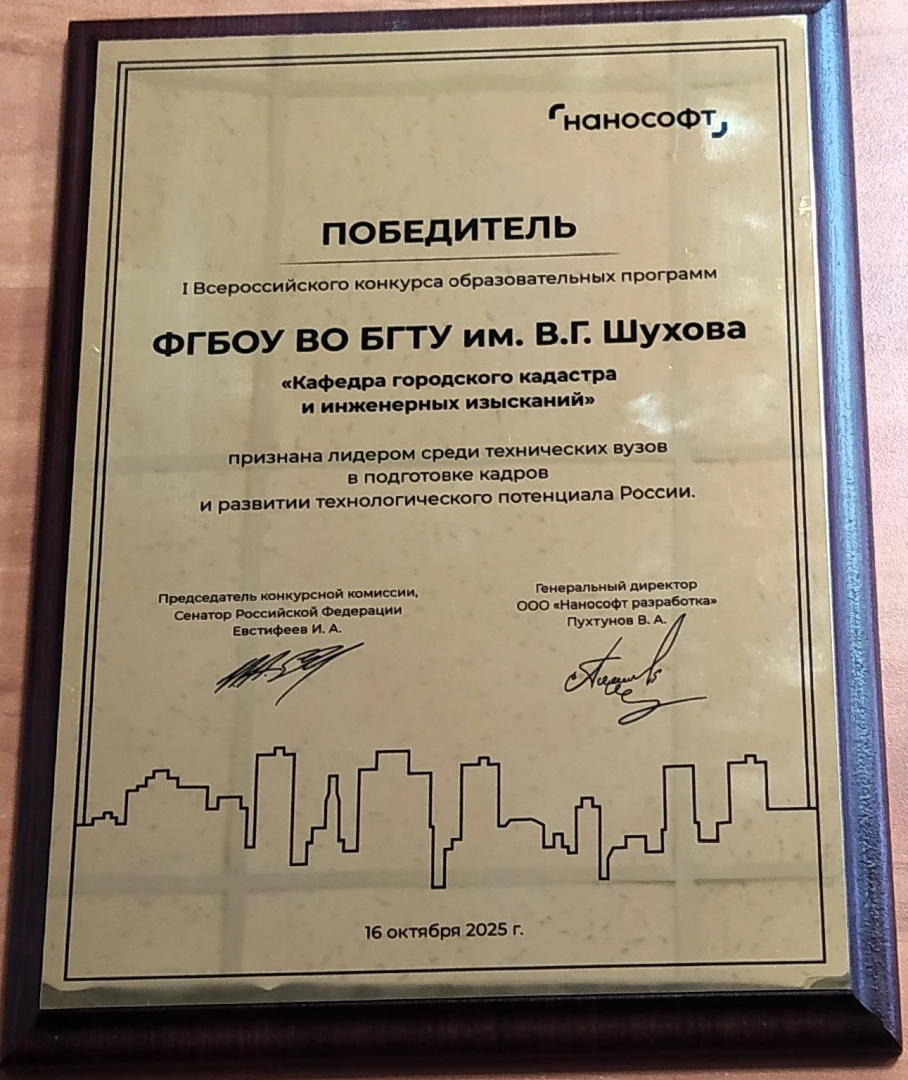 нанософт
ПОБЕДИТЕЛЬ
I Всероссийского конкурса образовательных программ
ФГБОУ ВО БГТУ им. В.Г. Шухова
«Кафедра городского кадастра
и инженерных изысканий»
признана лидером среди технических вузов
в подготовке кадров
и развитии технологического потенциала России.
Председатель конкурсной комиссии,
Сенатор Российской Федерации
Евстифеев И. А.
Генеральный директор
ООО «Нанософт разработка»
Пухтунов В. А.
16 октября 2025 г.